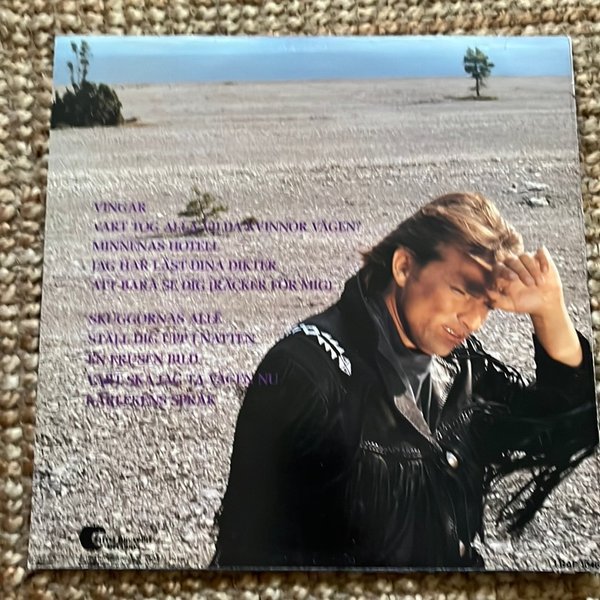 VINGAR
VART TOG ALLA VILDA KVINNOR VÄGEN?
MINNENAS HOTELL
JAG HAR LÄST DINA DIKTER
ATT BARA SE DIG [RÄCKER FÖR MIG]
SKUGGORNAS ALLÉ
STÄLL DIG UPP I NATTEN
EN FRUSEN BILD
VART SKA JAG TA VÄGEN NU
KÄRLEKENS SPRÅK